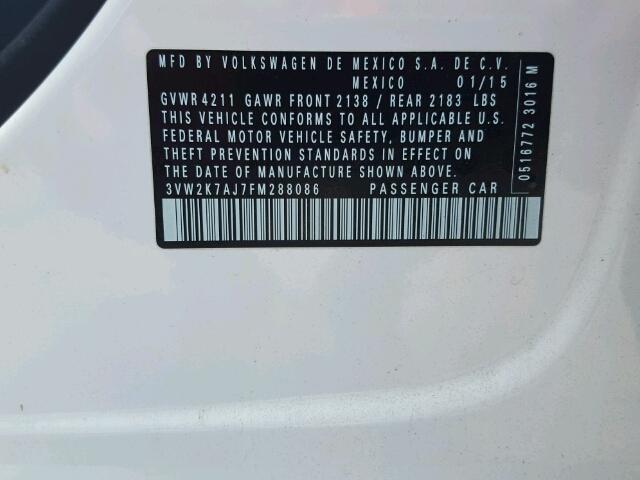 MFD BY VOLKSWAGEN DE MEXICO S.A. DE C.V.
MEXICO 01/15
GVWR 4211 GAWR FRONT 2138 / REAR 2183 LBS
THIS VEHICLE CONFORMS TO ALL APPLICABLE U.S.
FEDERAL MOTOR VEHICLE SAFETY, BUMPER AND
THEFT PREVENTION STANDARDS IN EFFECT ON
THE DATE OF MANUFACTURE SHOWN ABOVE.
3VW2K7AJ7FM288086 PASSENGER CAR
0516772 3016 M